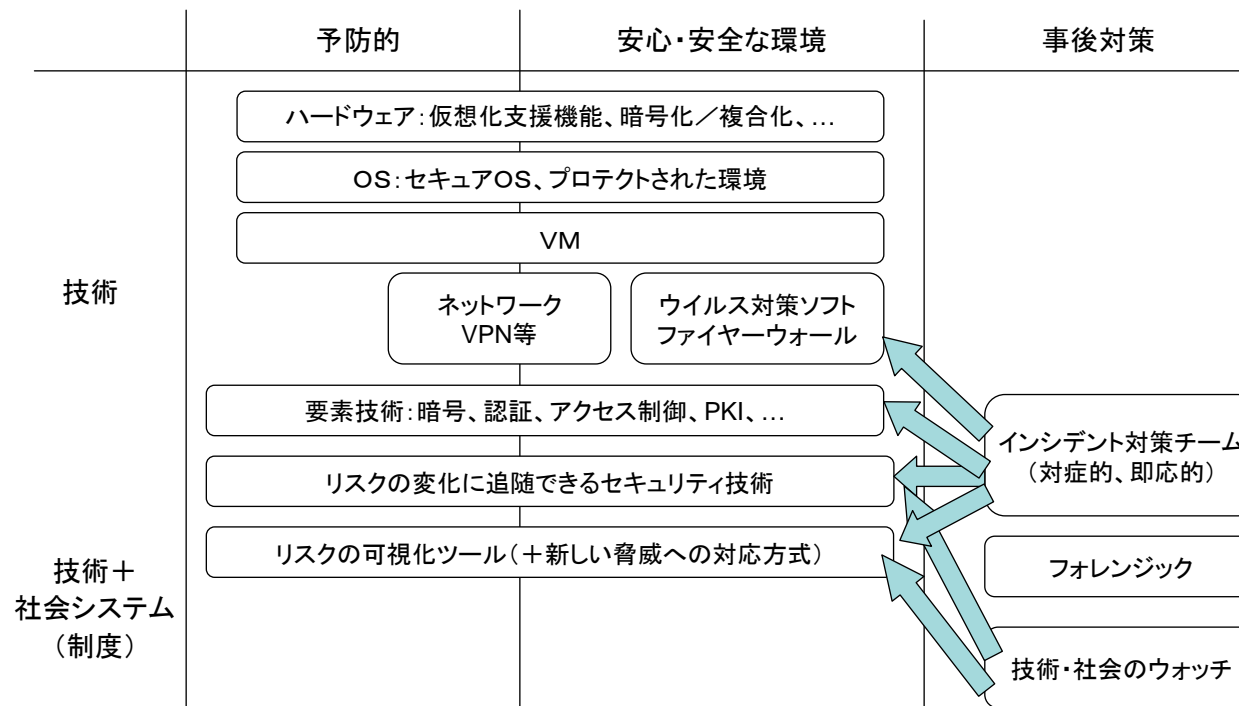 予防的
安心・安全な環境
事後対策
技術
ハードウェア：仮想化支援機能、暗号化／複合化、…
OS：セキュアOS、プロテクトされた環境
VM
ネットワーク
VPN等
ウイルス対策ソフト
ファイヤーウォール
要素技術：暗号、認証、アクセス制御、PKI、…
インシデント対策チーム
（対症的、即応的）
リスクの変化に追随できるセキュリティ技術
技術＋
社会システム
（制度）
リスクの可視化ツール（＋新しい脅威への対応方式）
フォレンジック
技術・社会のウォッチ